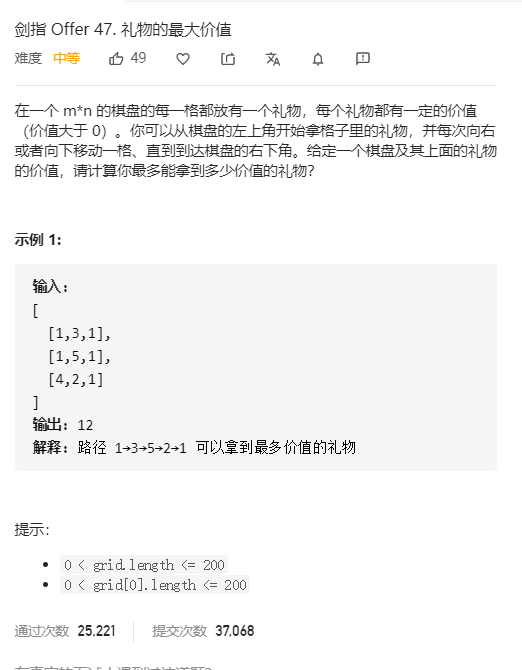 剑指 Offer 47. 礼物的最大价值
难度 中等 49
在一个 m*n 的棋盘的每一格都放有一个礼物，每个礼物都有一定的价值
（价值大于 0）。你可以从棋盘的左上角开始拿格子里的礼物，并每次向右
或者向下移动一格、直到到达棋盘的右下角。给定一个棋盘及其上面的礼物
的价值，请计算你最多能拿到多少价值的礼物？
示例 1:
输入:
[
[1,3,1],
[1,5,1],
[4,2,1]
]
输出: 12
解释: 路径 1→3→5→2→1 可以拿到最多价值的礼物
提示：
0 < grid.length <= 200
0 < grid[0].length <= 200
通过次数 25,221 提交次数 37,068